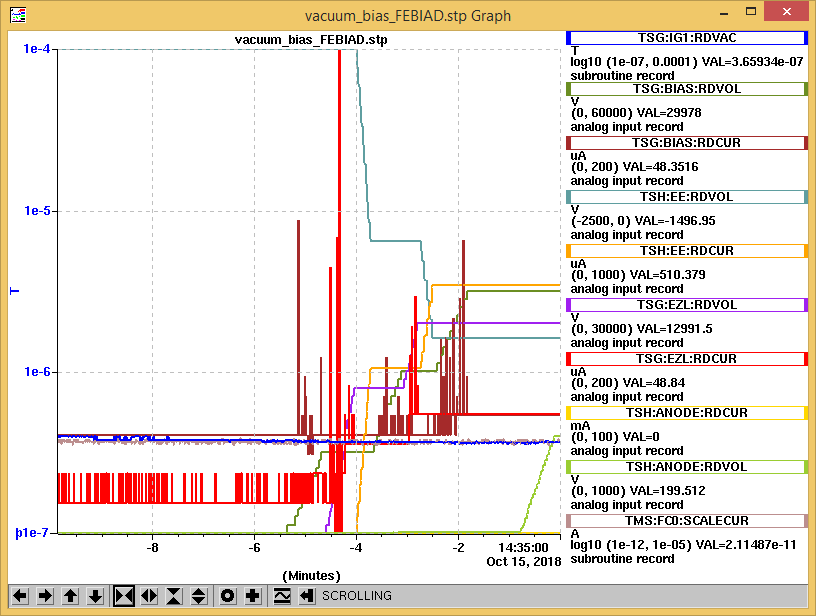 vacuum_bias_FEBIAD.stp Graph
vacuum_bias_FEBIAD.stp
1e-4
1e-5
T
1e-6
þ1e-7
-8
-6
-4
-2
14:35:00
Oct 15, 2018
(Minutes)
TSG:IG1:RDVAC
T
log10 (1e-07, 0.0001) VAL=3.65934e-07
subroutine record
TSG:BIAS:RDVOL
V
(0, 60000) VAL=29978
analog input record
TSG:BIAS:RDCUR
uA
(0, 200) VAL=48.3516
analog input record
TSH:EE:RDVOL
V
(-2500, 0) VAL=-1496.95
analog input record
TSH:EE:RDCUR
uA
(0, 1000) VAL=510.379
analog input record
TSG:EZL:RDVOL
V
(0, 30000) VAL=12991.5
analog input record
TSG:EZL:RDCUR
uA
(0, 200) VAL=48.84
analog input record
TSH:ANODE:RDCUR
mA
(0, 100) VAL=0
analog input record
TSH:ANODE:RDVOL
V
(0, 1000) VAL=199.512
analog input record
TMS:FC0:SCALECUR
A
log10 (1e-12, 1e-05) VAL=2.11487e-11
subroutine record
SCROLLING